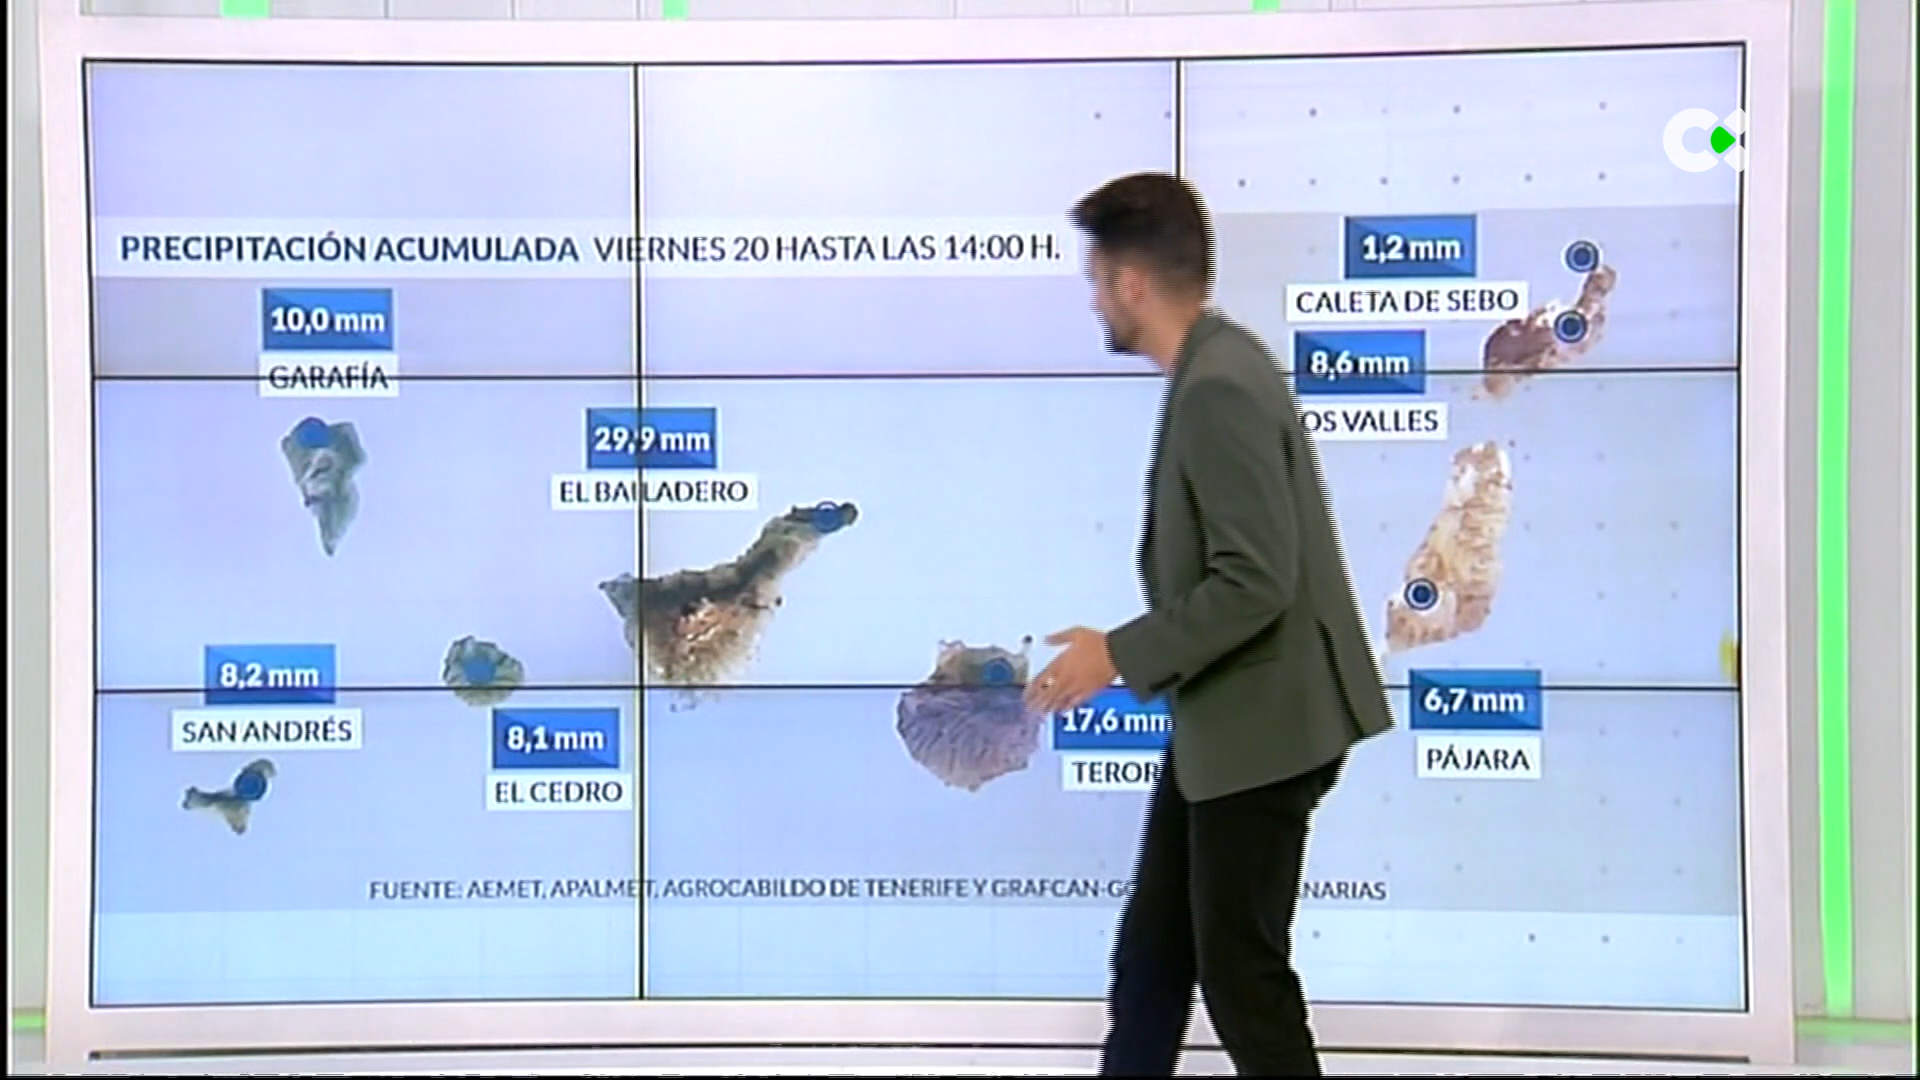 PRECIPITACIÓN ACUMULADA VIERNES 20 HASTA LAS 14:00 H.
1,2 mm
CALETA DE SEBO
10,0 mm
GARAFÍA
8,6 mm
OS VALLES
29,9 mm
EL BAILADERO
8,2 mm
SAN ANDRÉS
8,1 mm
EL CEDRO
17,6 mm
TEROR
6,7 mm
PÁJARA
FUENTE: AEMET, APALMET, AGROCABILDO DE TENERIFE Y GRAFCAN-GO NARIAS